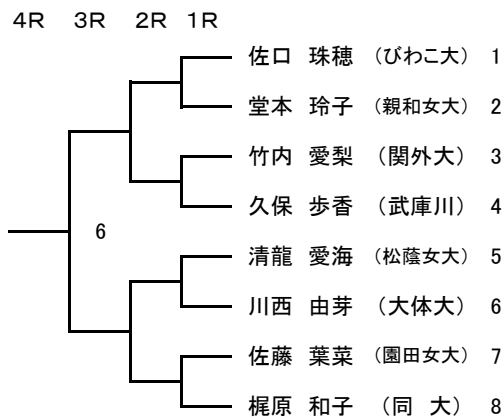 4R 3R 2R 1R
佐口 珠穂 (びわこ大) 1
堂本 玲子 (親和女大) 2
竹内 愛梨 (関外大) 3
久保 歩香 (武庫川) 4
6
清龍 愛海 (松蔭女大) 5
川西 由芽 (大体大) 6
佐藤 葉菜 (園田女大) 7
梶原 和子 (同 大) 8